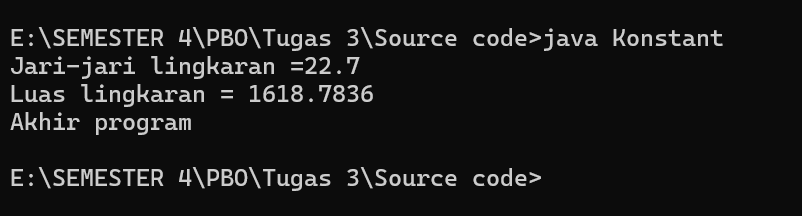 E:\SEMESTER 4\PBO\Tugas 3\Source code>java Konstant
Jari-jari lingkaran =22.7
Luas lingkaran = 1618.7836
Akhir program
E:\SEMESTER 4\PBO\Tugas 3\Source code>